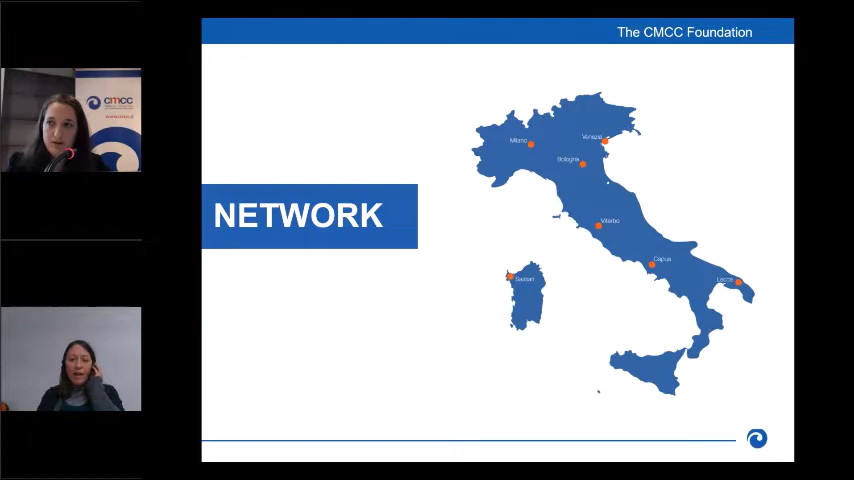 The CMCC Foundation
cmcc
NETWORK
Milano
Venezia
Bologna
Viterbo
Capua
Sassari
Lecce